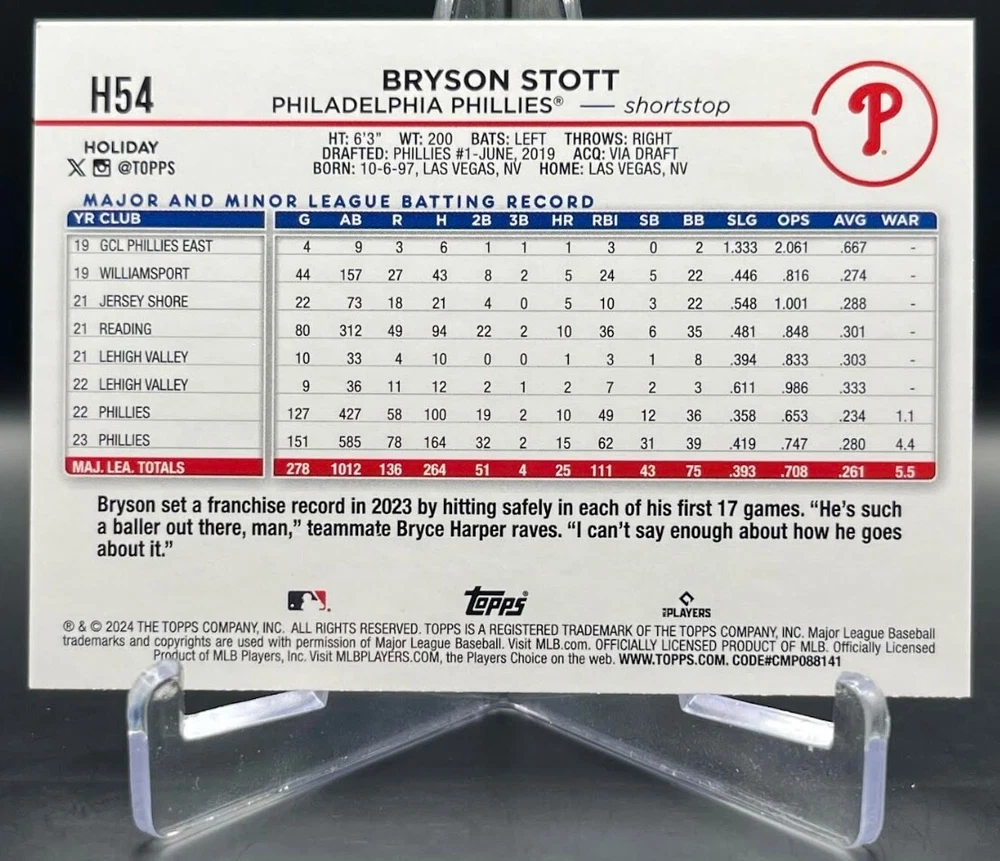 H54
BRYSON STOTT
PHILADELPHIA PHILLIES® — shortstop
P
HOLIDAY
X @TOPPS
HT: 6'3" WT: 200 BATS: LEFT THROWS: RIGHT
DRAFTED: PHILLIES #1-JUNE, 2019 ACQ: VIA DRAFT
BORN: 10-6-97, LAS VEGAS, NV HOME: LAS VEGAS, NV
MAJOR AND MINOR LEAGUE BATTING RECORD
YR CLUB G AB R H 2B 3B HR RBI SB BB SLG OPS AVG WAR
19 GCL PHILLIES EAST 4 9 3 6 1 1 1 3 0 2 1.333 2.061 .667 -
19 WILLIAMSPORT 44 157 27 43 8 2 5 24 5 22 .446 .816 .274 -
21 JERSEY SHORE 22 73 18 21 4 0 5 10 3 22 .548 1.001 .288 -
21 READING 80 312 49 94 22 2 10 36 6 35 .481 .848 .301 -
21 LEHIGH VALLEY 10 33 4 10 0 0 1 3 1 8 .394 .833 .303 -
22 LEHIGH VALLEY 9 36 11 12 2 1 2 7 2 3 .611 .986 .333 -
22 PHILLIES 127 427 58 100 19 2 10 49 12 36 .358 .653 .234 1.1
23 PHILLIES 151 585 78 164 32 2 15 62 31 39 .419 .747 .280 4.4
MAJ. LEA. TOTALS 278 1012 136 264 51 4 25 111 43 75 .393 .708 .261 5.5
Bryson set a franchise record in 2023 by hitting safely in each of his first 17 games. “He’s such
a baller out there, man,” teammate Bryce Harper raves. “I can’t say enough about how he goes
about it.”
Topps®
PLAYERS
® & © 2024 THE TOPPS COMPANY, INC. ALL RIGHTS RESERVED. TOPPS IS A REGISTERED TRADEMARK OF THE TOPPS COMPANY, INC. Major League Baseball
trademarks and copyrights are used with permission of Major League Baseball. Visit MLB.com. OFFICIALLY LICENSED PRODUCT OF MLB. Officially Licensed
Product of MLB Players, Inc. Visit MLBPLAYERS.COM, the Players Choice on the web. WWW.TOPPS.COM. CODE#CMP088141